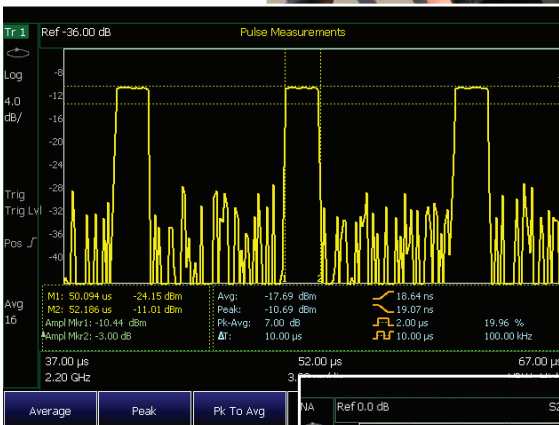 Tr 1 Ref -36.00 dB Pulse Measurements
Log
4.0
dB/
-8
-12
-16
-20
-24
-28
-32
-36
-40
Trig
Trig Lvl
Pos
Avg
16
M1: 50.094 us -24.15 dBm
M2: 52.186 us -11.01 dBm
Ampl Mkr1: -10.44 dBm
Ampl Mkr2: -3.00 dB
Avg: -17.69 dBm 18.64 ns
Peak: -10.69 dBm 19.07 ns
Pk-Avg: 7.00 dB 2.00 µs 19.96 %
ΔT: 10.00 µs 10.00 µs 100.00 kHz
37.00 µs 52.00 µs 67.00 µs
2.20 GHz
Average Peak Pk To Avg
NA Ref 0.0 dB